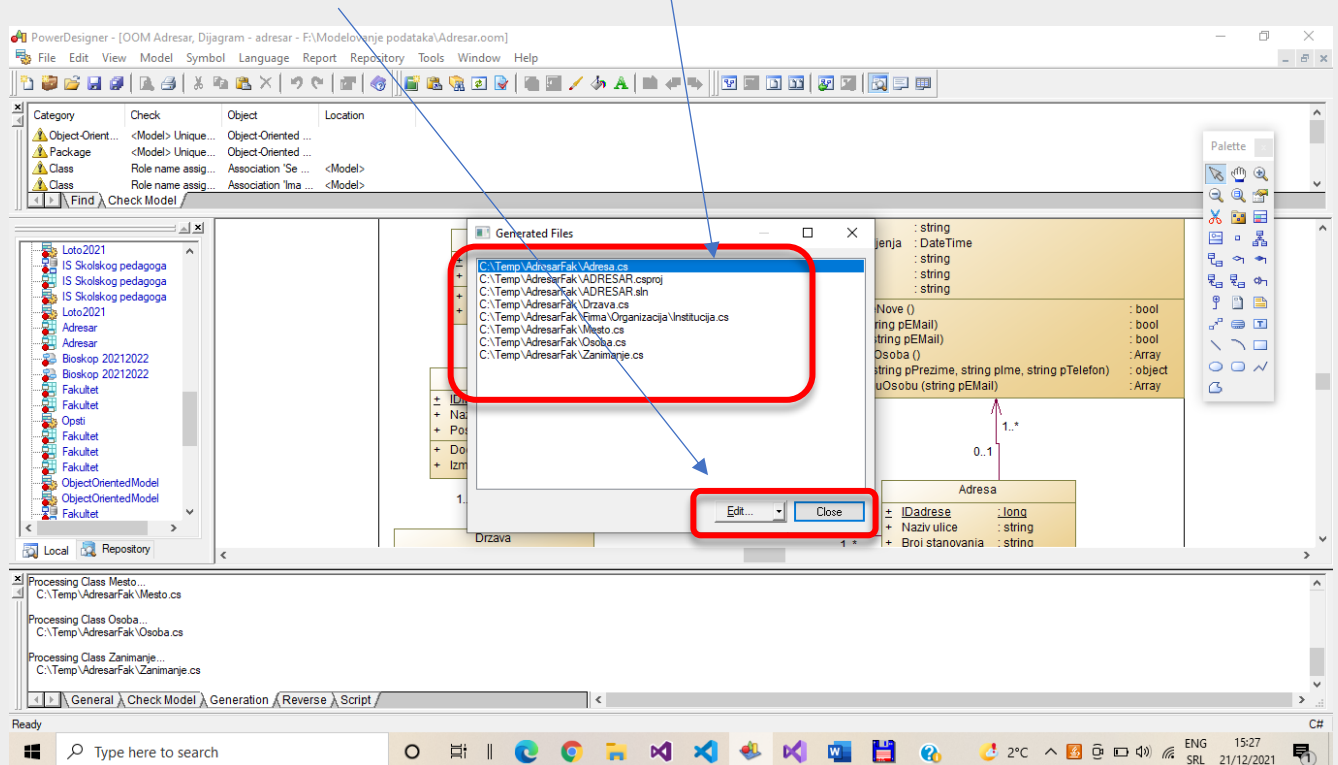 PowerDesigner - [OOM Adresar, Dijagram - adresar - F:\Modelovanje podataka\Adresar.oom]
File Edit View Model Symbol Language Report Repository Tools Window Help
Category Check Object Location
Object-Orient... <Model> Unique... Object-Oriented ...
Package <Model> Unique... Object-Oriented ...
Class Role name assig... Association 'Se ... <Model>
Class Role name assig... Association 'Ima ... <Model>
Find Check Model
Palette
Loto2021
IS Skolskog pedagoga
IS Skolskog pedagoga
IS Skolskog pedagoga
Loto2021
Adresar
Adresar
Bioskop 20212022
Bioskop 20212022
Fakultet
Fakultet
Opsti
Fakultet
Fakultet
Fakultet
ObjectOrientedModel
ObjectOrientedModel
Fakultet
Local Repository
Generated Files
C:\Temp\AdresarFak\Adresa.cs
C:\Temp\AdresarFak\ADRESAR.csproj
C:\Temp\AdresarFak\ADRESAR.sln
C:\Temp\AdresarFak\Drzava.cs
C:\Temp\AdresarFak\Firma\Organizacija\Institucija.cs
C:\Temp\AdresarFak\Mesto.cs
C:\Temp\AdresarFak\Osoba.cs
C:\Temp\AdresarFak\Zanimanje.cs
Edit... Close
: string
jenja : DateTime
: string
: string
: string
Nove () : bool
ring pEMail) : bool
tring pEMail) : bool
Osoba () : Array
string pPrezime, string pIme, string pTelefon) : object
uOsobu (string pEMail) : Array
1..*
0..1
+ Naz
+ Pos
+ Do
+ Izm
1..
Drzava
1..*
Adresa
+ IDadrese : long
+ Naziv ulice : string
+ Broj stanovanja : string
Processing Class Mesto...
C:\Temp\AdresarFak\Mesto.cs
Processing Class Osoba...
C:\Temp\AdresarFak\Osoba.cs
Processing Class Zanimanje...
C:\Temp\AdresarFak\Zanimanje.cs
General Check Model Generation Reverse Script
Ready C#
Type here to search
2°C
ENG 15:27
SRL 21/12/2021